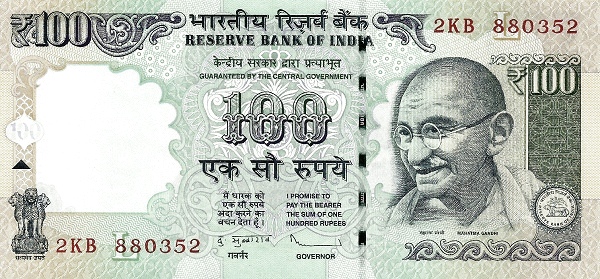 ₹100 भारतीय रिज़र्व बैंक 2KB 880352
RESERVE BANK OF INDIA L
केन्द्रीय सरकार द्वारा प्रत्याभूत
GUARANTEED BY THE CENTRAL GOVERNMENT
₹100
100
100
एक सौ रुपये
मैं धारक को
एक सौ रुपये
अदा करने का
वचन देता हूँ ।
I PROMISE TO
PAY THE BEARER
THE SUM OF ONE
HUNDRED RUPEES
महात्मा गांधी MAHATMA GANDHI
सत्यमेव जयते
2KB 880352
L
गवर्नर GOVERNOR